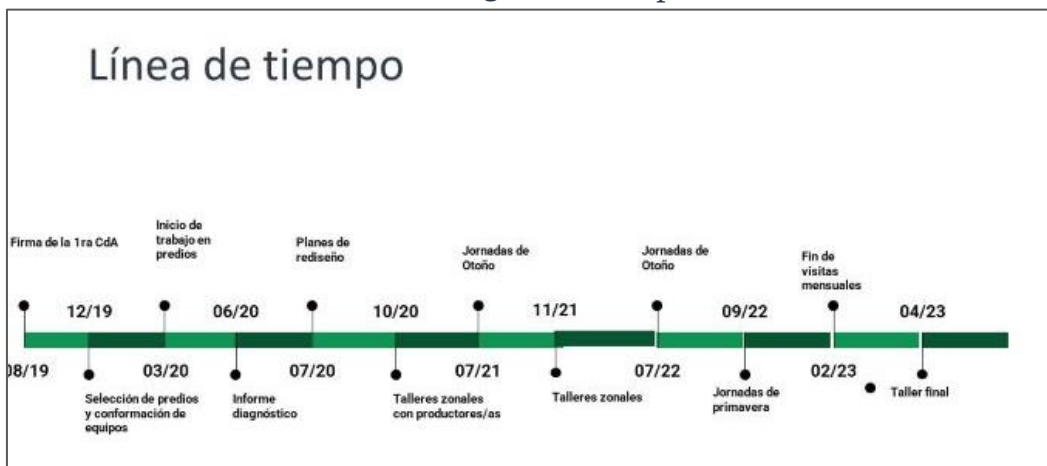 Línea de tiempo
Firma de la 1ra CdA
Inicio de
trabajo en
predios
Planes de
rediseño
Jornadas de
Otoño
Jornadas de
Otoño
Fin de
visitas
mensuales
12/19
06/20
10/20
11/21
09/22
04/23
08/19
03/20
07/20
07/21
07/22
02/23
Selección de predios
y conformación de
equipos
Informe
diagnóstico
Talleres zonales
con productores/as
Talleres zonales
Jornadas de
primavera
Taller final